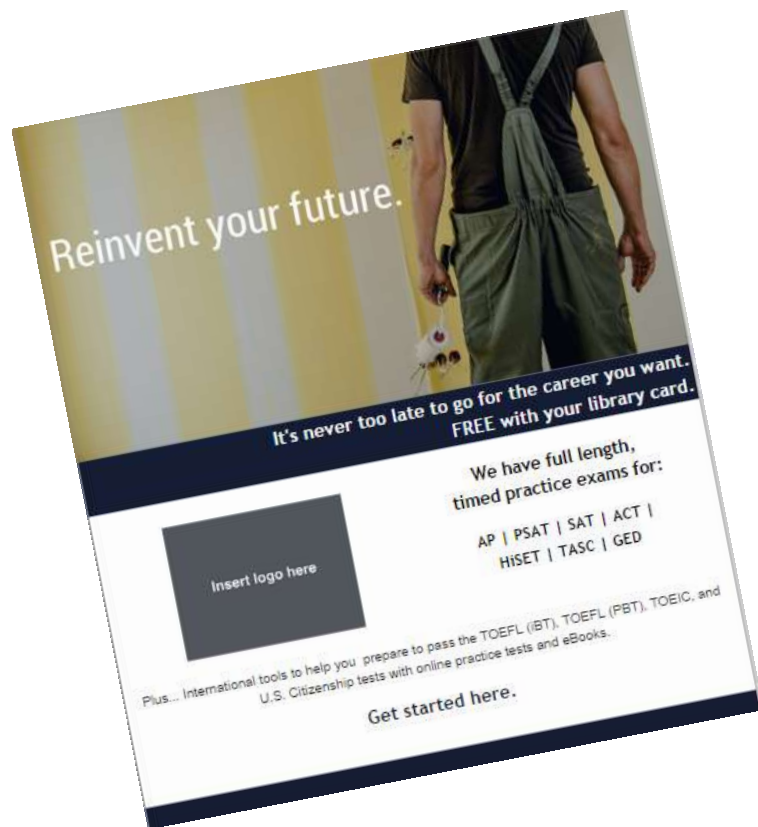 Reinvent your future.
It's never too late to go for the career you want.
FREE with your library card.
We have full length,
timed practice exams for:
AP | PSAT | SAT | ACT |
HiSET | TASC | GED
Insert logo here
Plus... International tools to help you prepare to pass the TOEFL (iBT), TOEFL (PBT), TOEIC, and
U.S. Citizenship tests with online practice tests and eBooks.
Get started here.